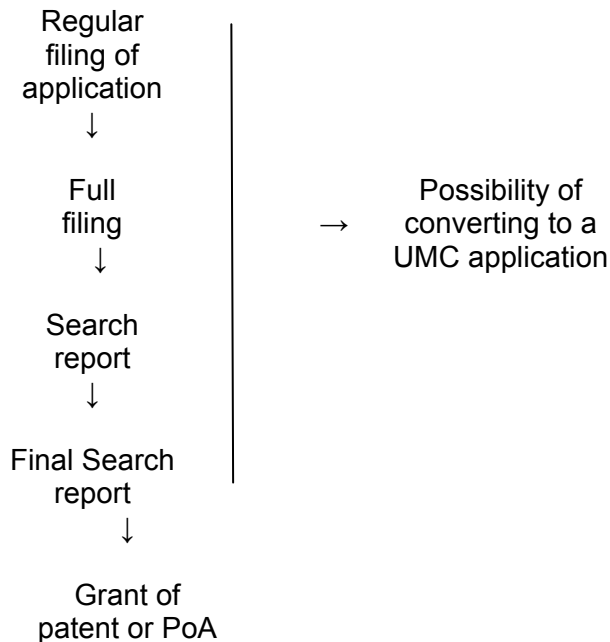 Regular
filing of
application
↓
Full
filing
→
Possibility of
converting to a
UMC application
↓
Search
report
↓
Final Search
report
↓
Grant of
patent or PoA